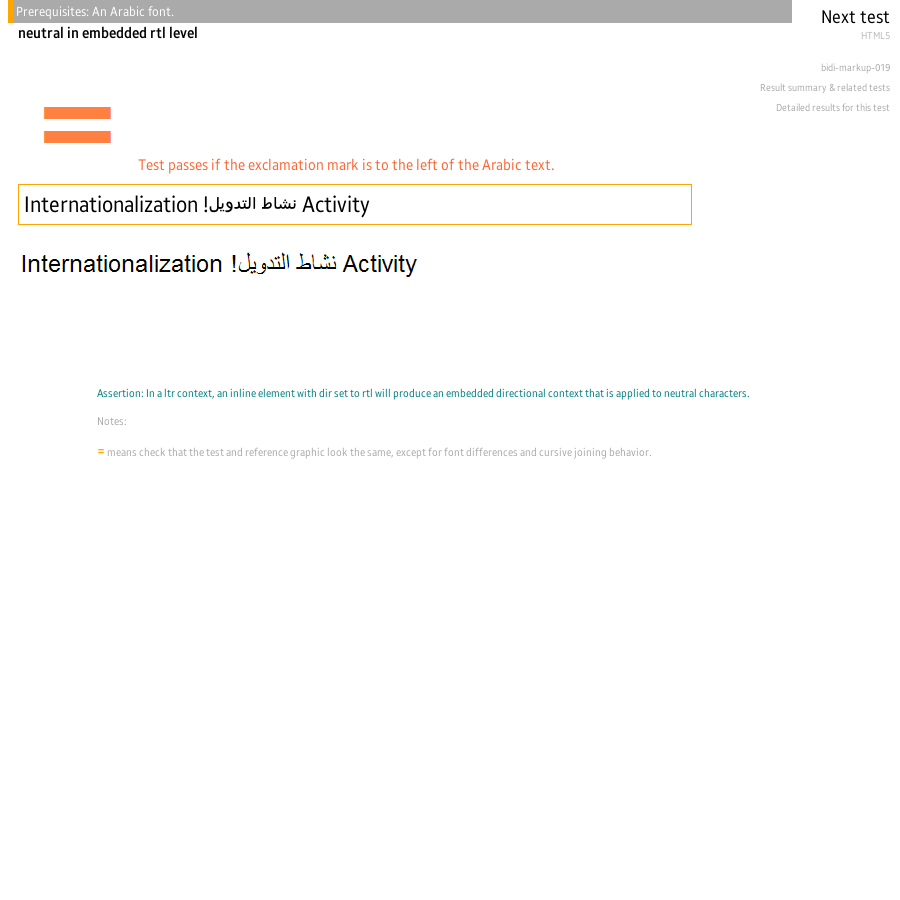 Prerequisites: An Arabic font.
Next test
neutral in embedded rtl level
HTML5
bidi-markup-019
Result summary & related tests
Detailed results for this test
Test passes if the exclamation mark is to the left of the Arabic text.
Internationalization ‫نشاط التدويل!‬ Activity
Internationalization ‫نشاط التدويل!‬ Activity
Assertion: In a ltr context, an inline element with dir set to rtl will produce an embedded directional context that is applied to neutral characters.
Notes:
= means check that the test and reference graphic look the same, except for font differences and cursive joining behavior.